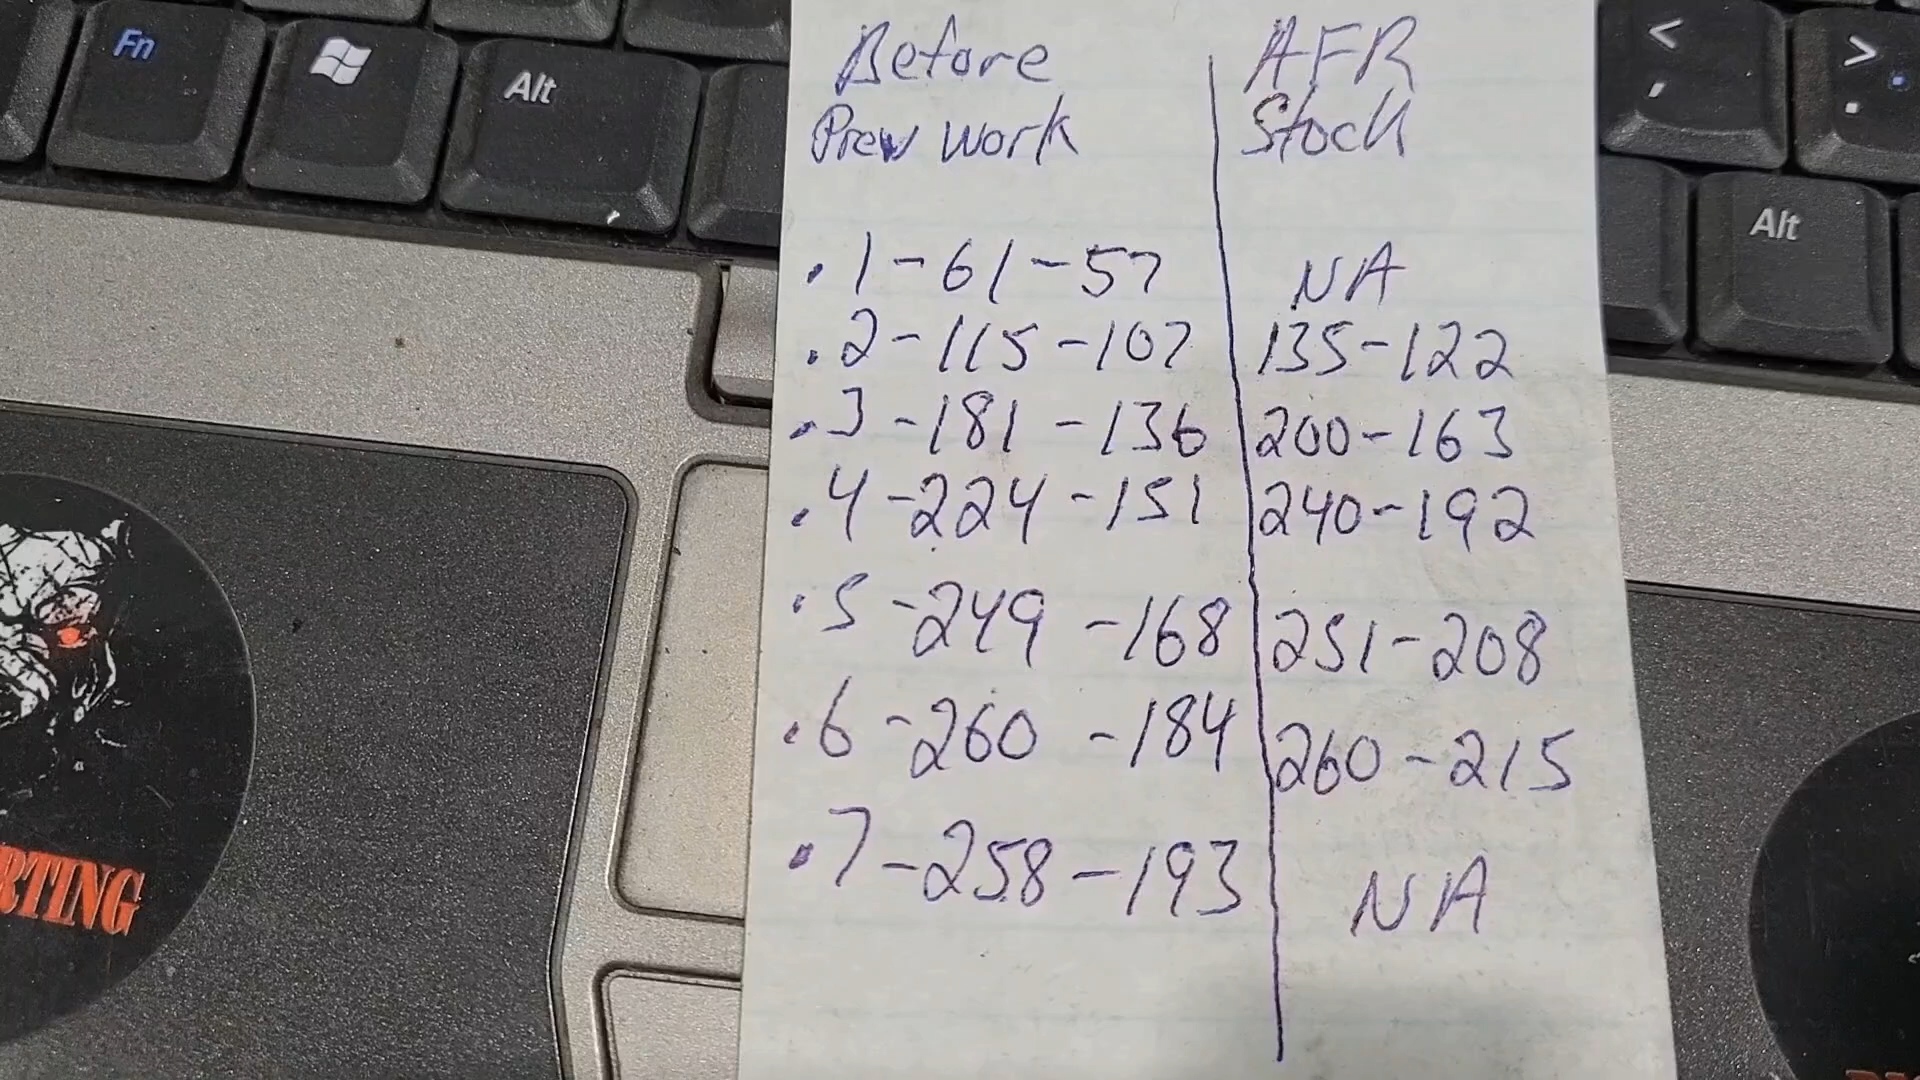 Fn
Alt
<
,
>
.
Alt
Before
Prev work
AFR
Stock
.1-61-57
NA
.2-115-107
135-122
.3-181-136
200-163
.4-224-151
240-192
.5-249-168
251-208
.6-260-184
260-215
.7-258-193
NA
RTING